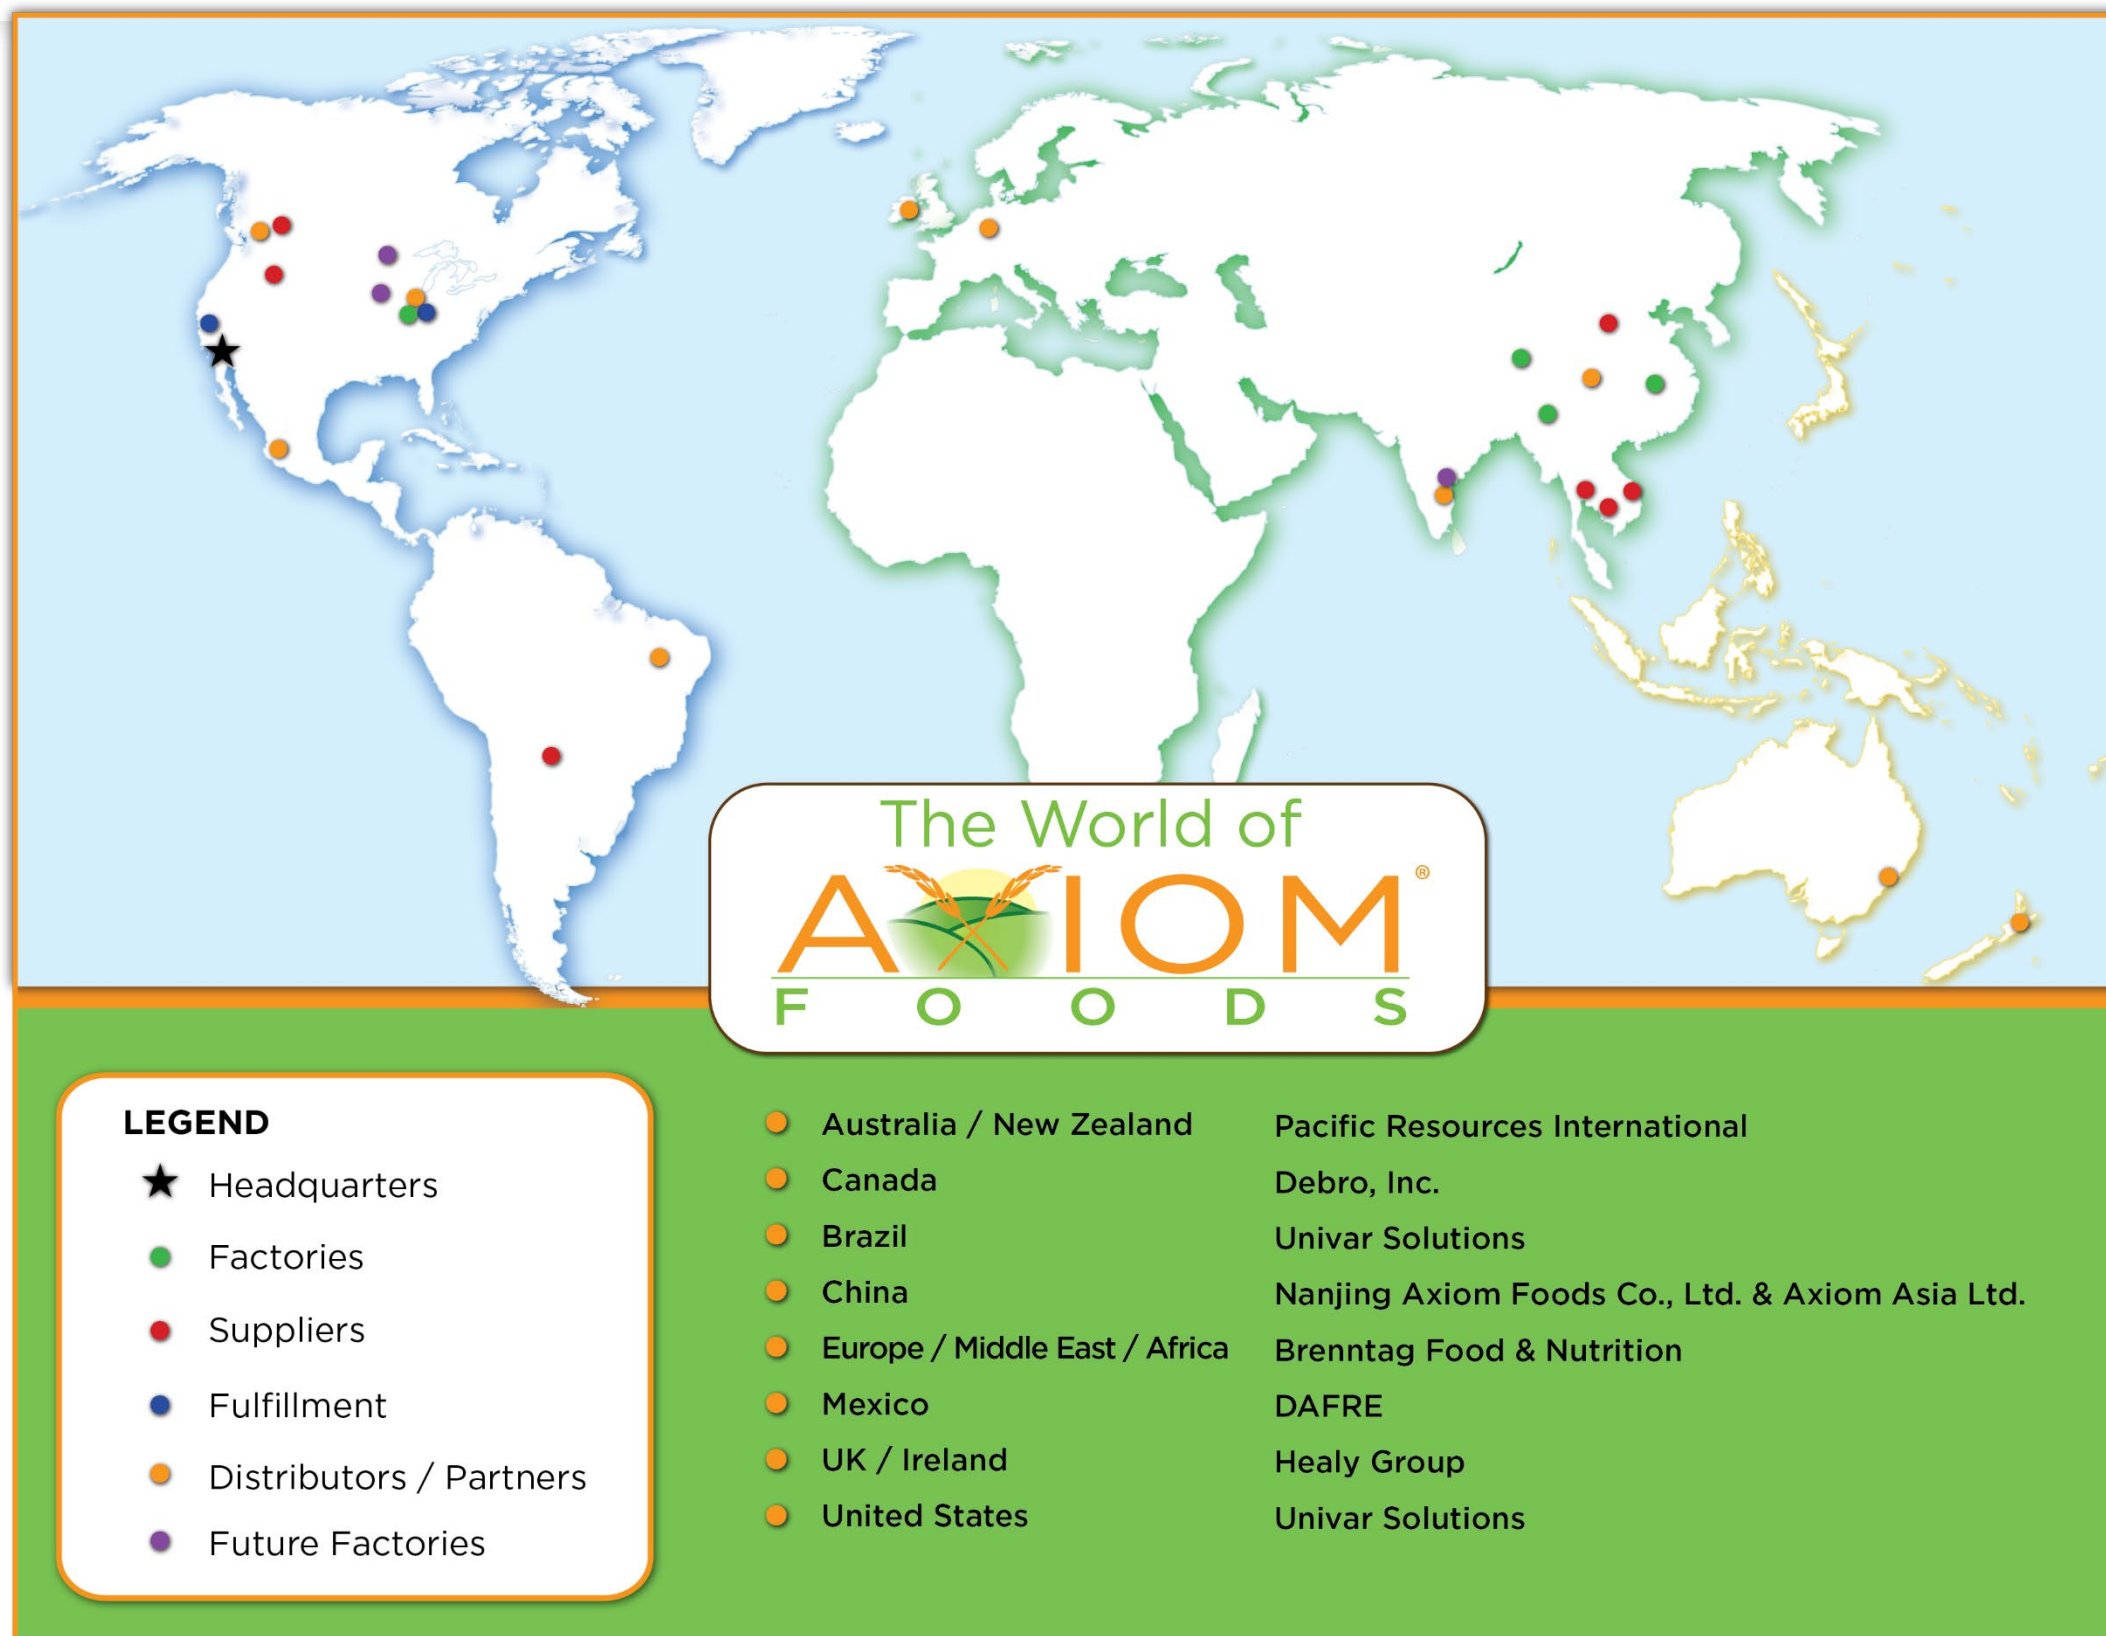 The World of
AXIOM®
FOODS
LEGEND
Headquarters
Factories
Suppliers
Fulfillment
Distributors / Partners
Future Factories
Australia / New Zealand Pacific Resources International
Canada Debro, Inc.
Brazil Univar Solutions
China Nanjing Axiom Foods Co., Ltd. & Axiom Asia Ltd.
Europe / Middle East / Africa Brenntag Food & Nutrition
Mexico DAFRE
UK / Ireland Healy Group
United States Univar Solutions